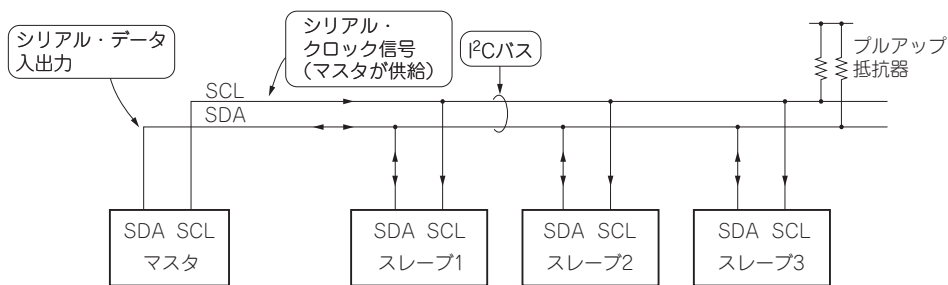 シリアル・データ
入出力
シリアル・
クロック信号
（マスタが供給）
I²Cバス
プルアップ
抵抗器
SCL
SDA
SDA SCL
マスタ
SDA SCL
スレーブ1
SDA SCL
スレーブ2
SDA SCL
スレーブ3